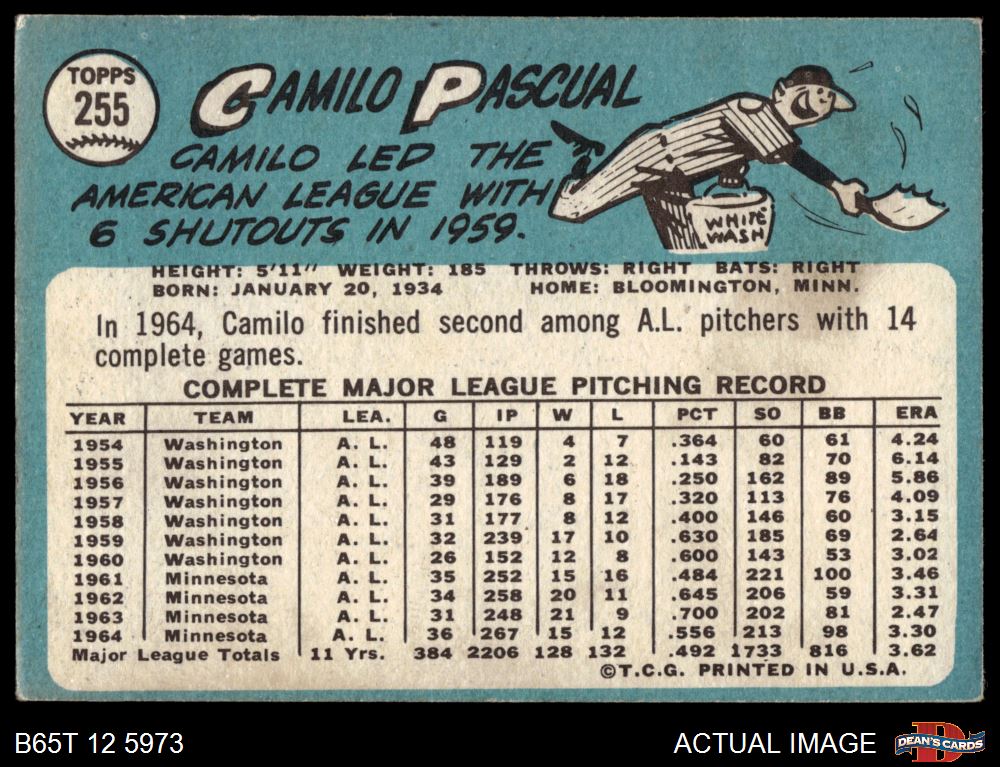 TOPPS
255
CAMILO PASCUAL
CAMILO LED THE
AMERICAN LEAGUE WITH
6 SHUTOUTS IN 1959.
WHITE
WASH
HEIGHT: 5'11" WEIGHT: 185 THROWS: RIGHT BATS: RIGHT
BORN: JANUARY 20, 1934 HOME: BLOOMINGTON, MINN.
In 1964, Camilo finished second among A.L. pitchers with 14
complete games.
COMPLETE MAJOR LEAGUE PITCHING RECORD
YEAR TEAM LEA. G IP W L PCT SO BB ERA
1954 Washington A. L. 48 119 4 7 .364 60 61 4.24
1955 Washington A. L. 43 129 2 12 .143 82 70 6.14
1956 Washington A. L. 39 189 6 18 .250 162 89 5.86
1957 Washington A. L. 29 176 8 17 .320 113 76 4.09
1958 Washington A. L. 31 177 8 12 .400 146 60 3.15
1959 Washington A. L. 32 239 17 10 .630 185 69 2.64
1960 Washington A. L. 26 152 12 8 .600 143 53 3.02
1961 Minnesota A. L. 35 252 15 16 .484 221 100 3.46
1962 Minnesota A. L. 34 258 20 11 .645 206 59 3.31
1963 Minnesota A. L. 31 248 21 9 .700 202 81 2.47
1964 Minnesota A. L. 36 267 15 12 .556 213 98 3.30
Major League Totals 11 Yrs. 384 2206 128 132 .492 1733 816 3.62
©T.C.G. PRINTED IN U.S.A.
B65T 12 5973 ACTUAL IMAGE
D
DEAN'S CARDS